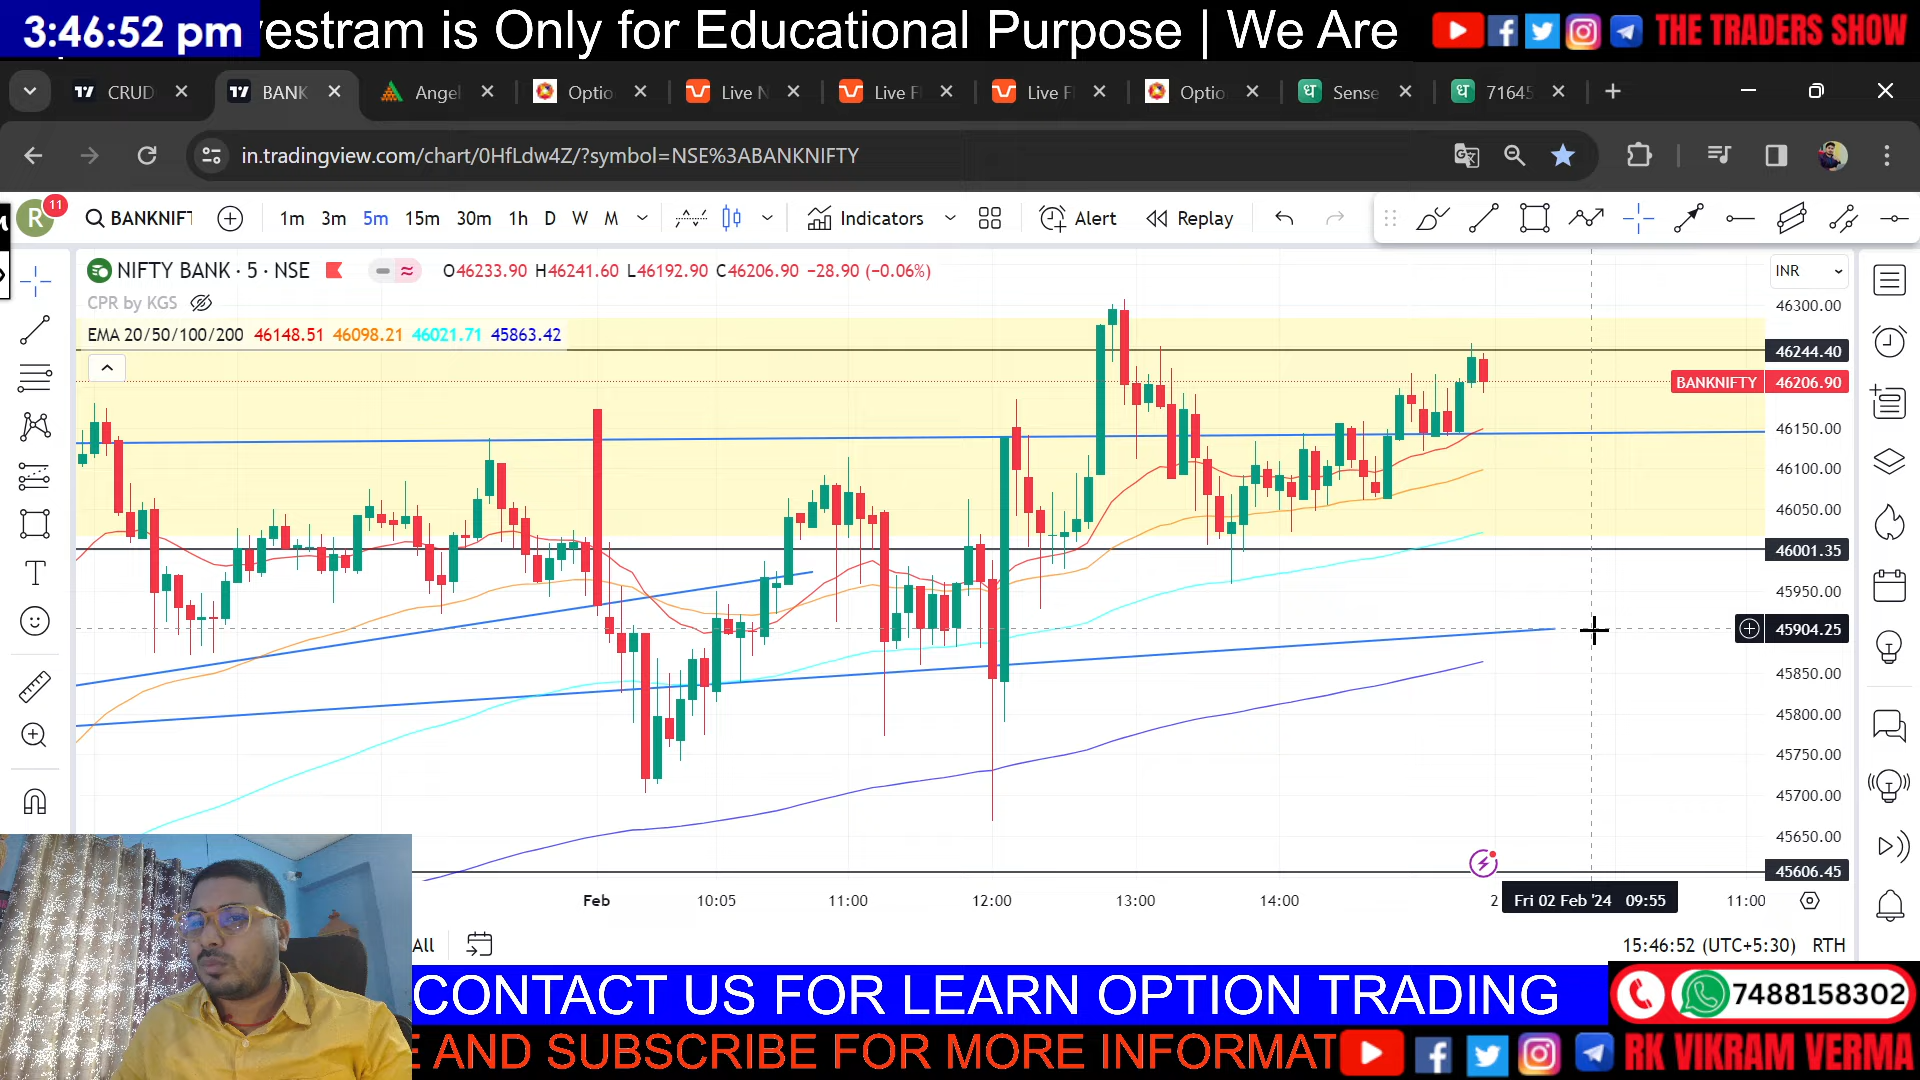 3:46:52 pm
vestram is Only for Educational Purpose | We Are
THE TRADERS SHOW
CRUD
BANK
Angel
Optio
Live N
Live F
Live F
Optio
Sense
71645
in.tradingview.com/chart/0HfLdw4Z/?symbol=NSE%3ABANKNIFTY
R
11
BANKNIFT
1m 3m 5m 15m 30m 1h D W M
Indicators
Alert
Replay
NIFTY BANK · 5 · NSE
O46233.90 H46241.60 L46192.90 C46206.90 −28.90 (−0.06%)
INR
CPR by KGS
EMA 20/50/100/200 46148.51 46098.21 46021.71 45863.42
46300.00
46244.40
BANKNIFTY 46206.90
46150.00
46100.00
46050.00
46001.35
45950.00
45904.25
45850.00
45800.00
45750.00
45700.00
45650.00
45606.45
Feb 10:05 11:00 12:00 13:00 14:00 2 Fri 02 Feb '24 09:55 11:00
All
15:46:52 (UTC+5:30) RTH
CONTACT US FOR LEARN OPTION TRADING
7488158302
E AND SUBSCRIBE FOR MORE INFORMAT
RK VIKRAM VERMA